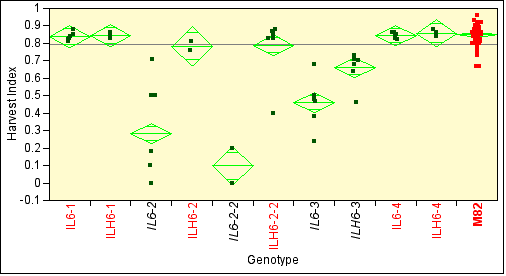 1
0.9
0.8
0.7
0.6
0.5
0.4
0.3
0.2
0.1
0
-0.1
Harvest Index
IL6-1
ILH6-1
IL6-2
ILH6-2
IL6-2-2
ILH6-2-2
IL6-3
ILH6-3
IL6-4
ILH6-4
M82
Genotype